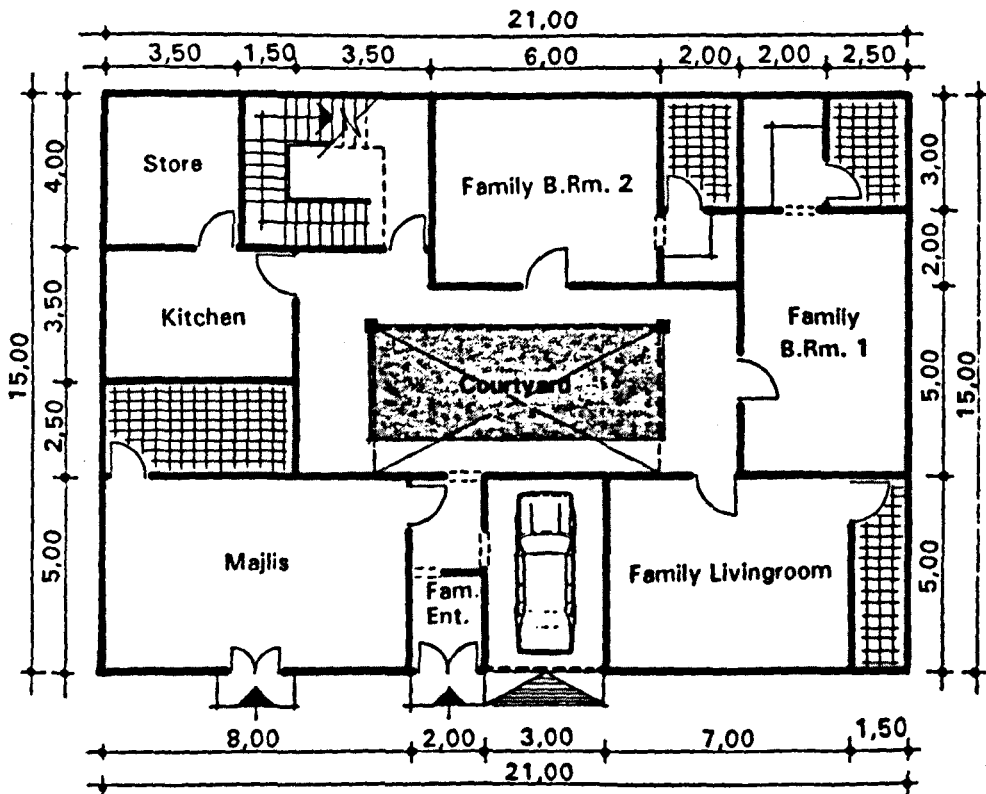 21,00
3,50 1,50 3,50 6,00 2,00 2,00 2,50
Store
Family B.Rm. 2
4,00
3,00
2,00
Kitchen
Family
B.Rm. 1
3,50
15,00
Courtyard
5,00
15,00
2,50
Majlis
Fam.
Ent.
Family Livingroom
5,00
5,00
8,00 2,00 3,00 7,00 1,50
21,00